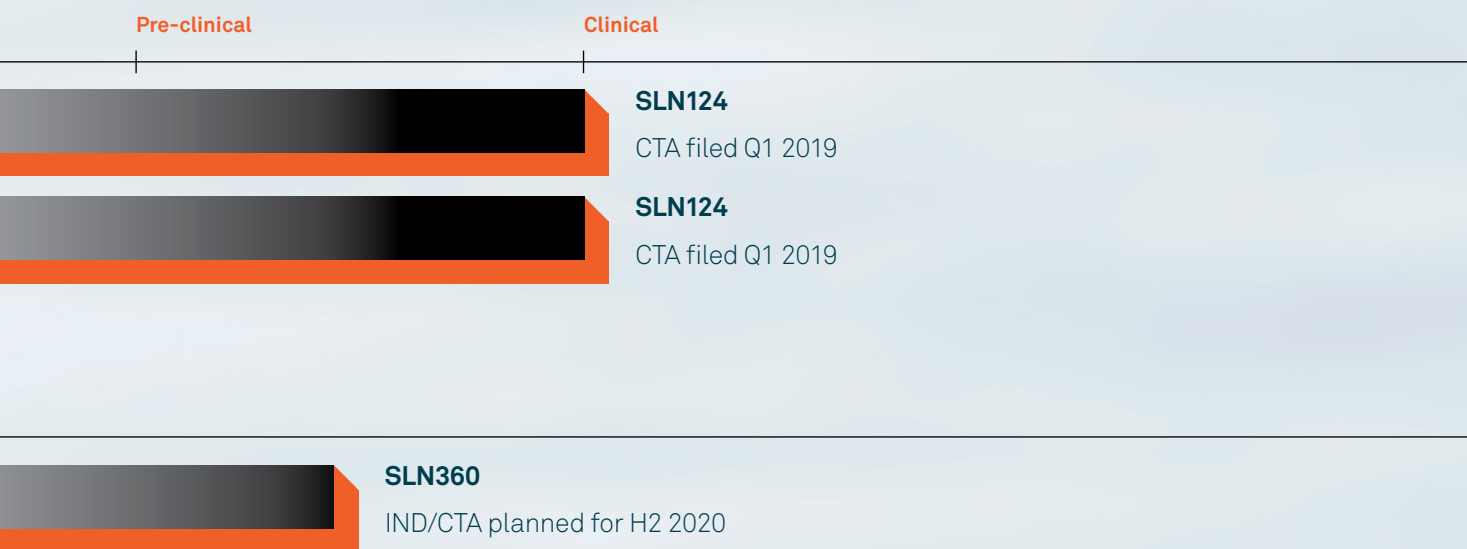 Pre-clinical
Clinical
SLN124
CTA filed Q1 2019
SLN124
CTA filed Q1 2019
SLN360
IND/CTA planned for H2 2020